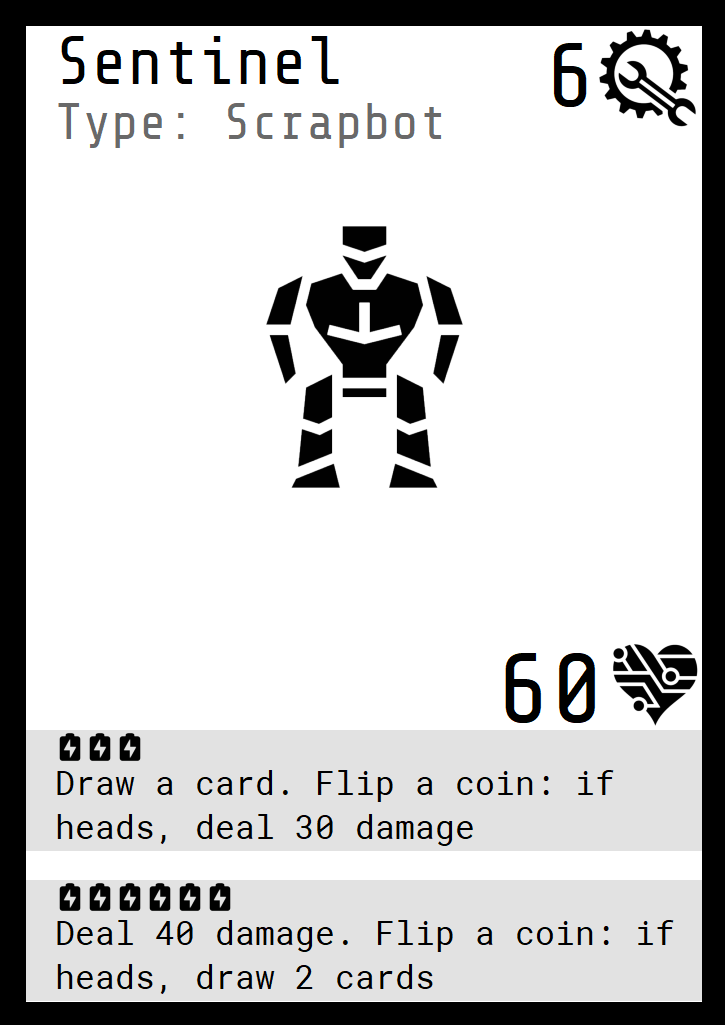 Sentinel
6
Type: Scrapbot
60
Draw a card. Flip a coin: if
heads, deal 30 damage
Deal 40 damage. Flip a coin: if
heads, draw 2 cards